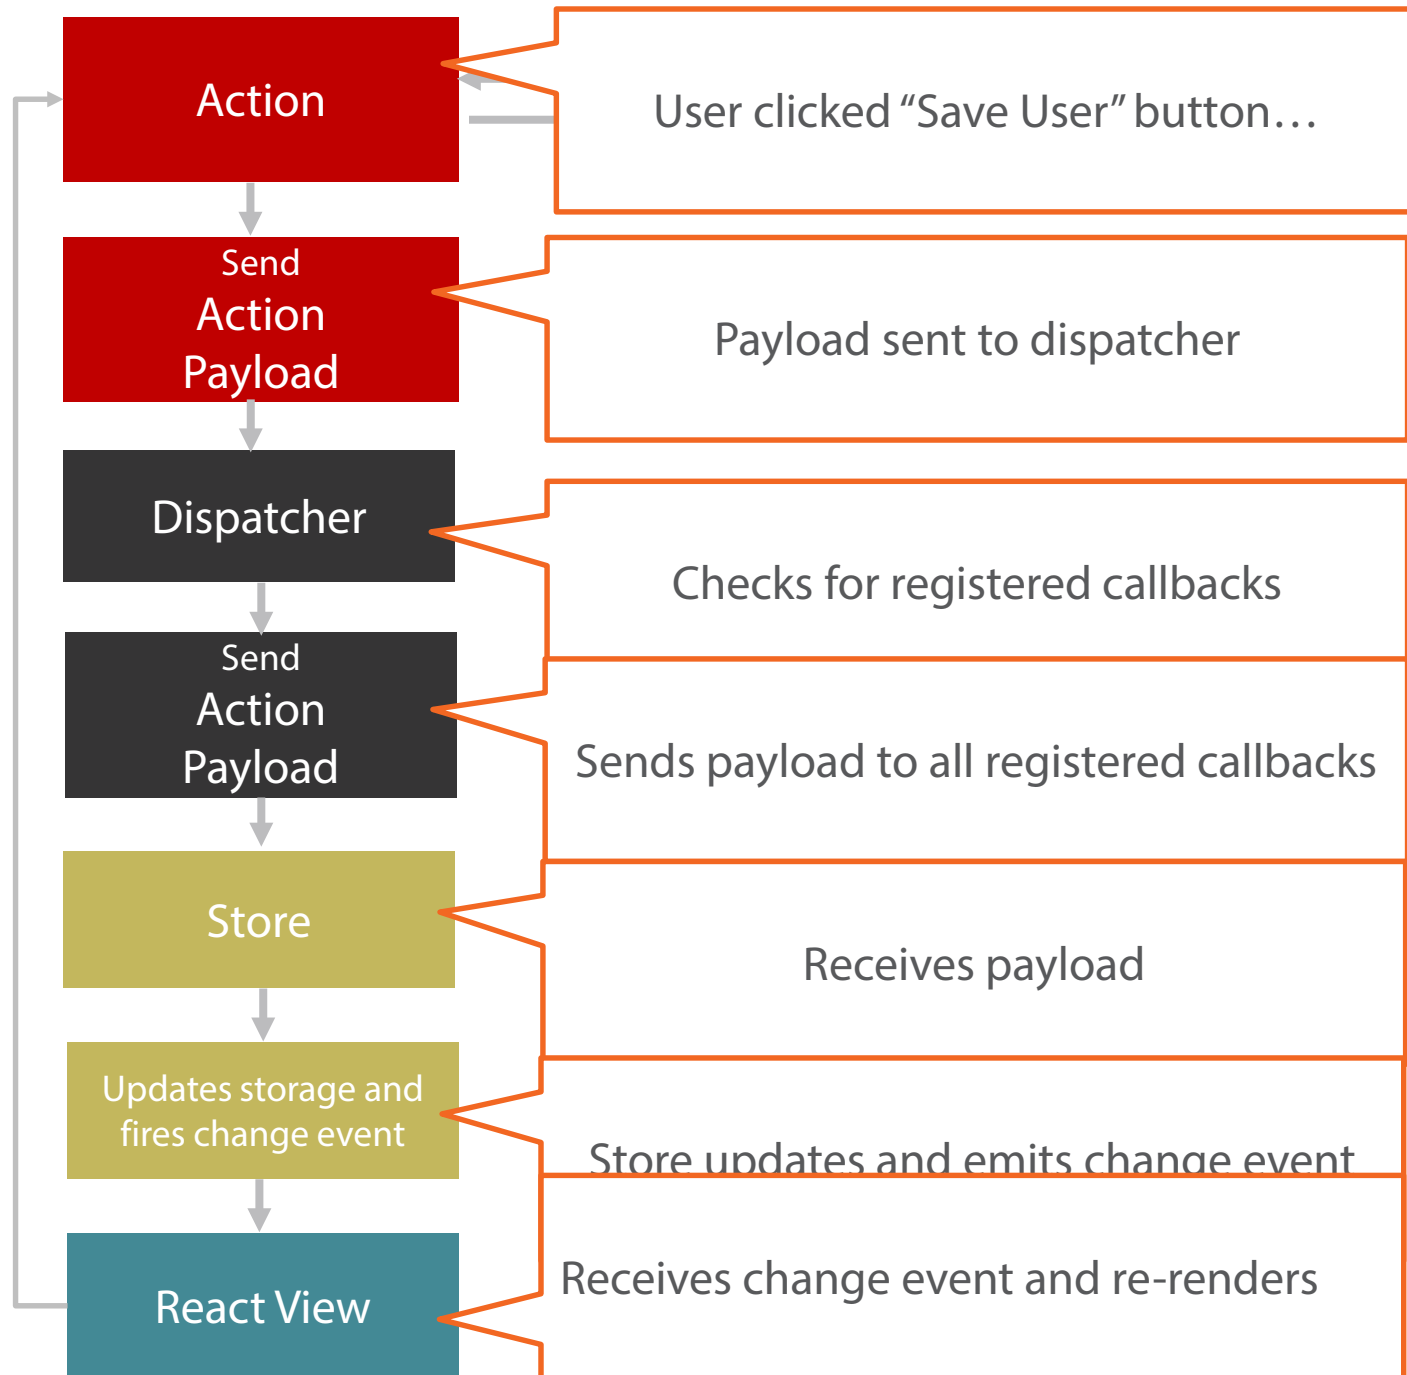 Action
User clicked “Save User” button…
Send
Action
Payload
Payload sent to dispatcher
Dispatcher
Checks for registered callbacks
Send
Action
Payload
Sends payload to all registered callbacks
Store
Receives payload
Updates storage and
fires change event
Store updates and emits change event
React View
Receives change event and re-renders